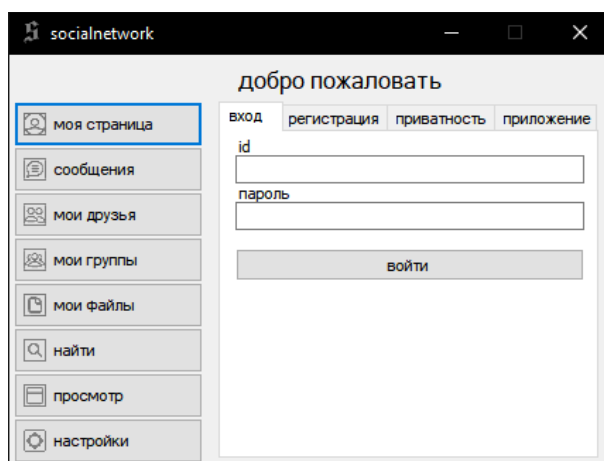 socialnetwork
добро пожаловать
моя страница
сообщения
мои друзья
мои группы
мои файлы
найти
просмотр
настройки
вход регистрация приватность приложение
id
пароль
войти